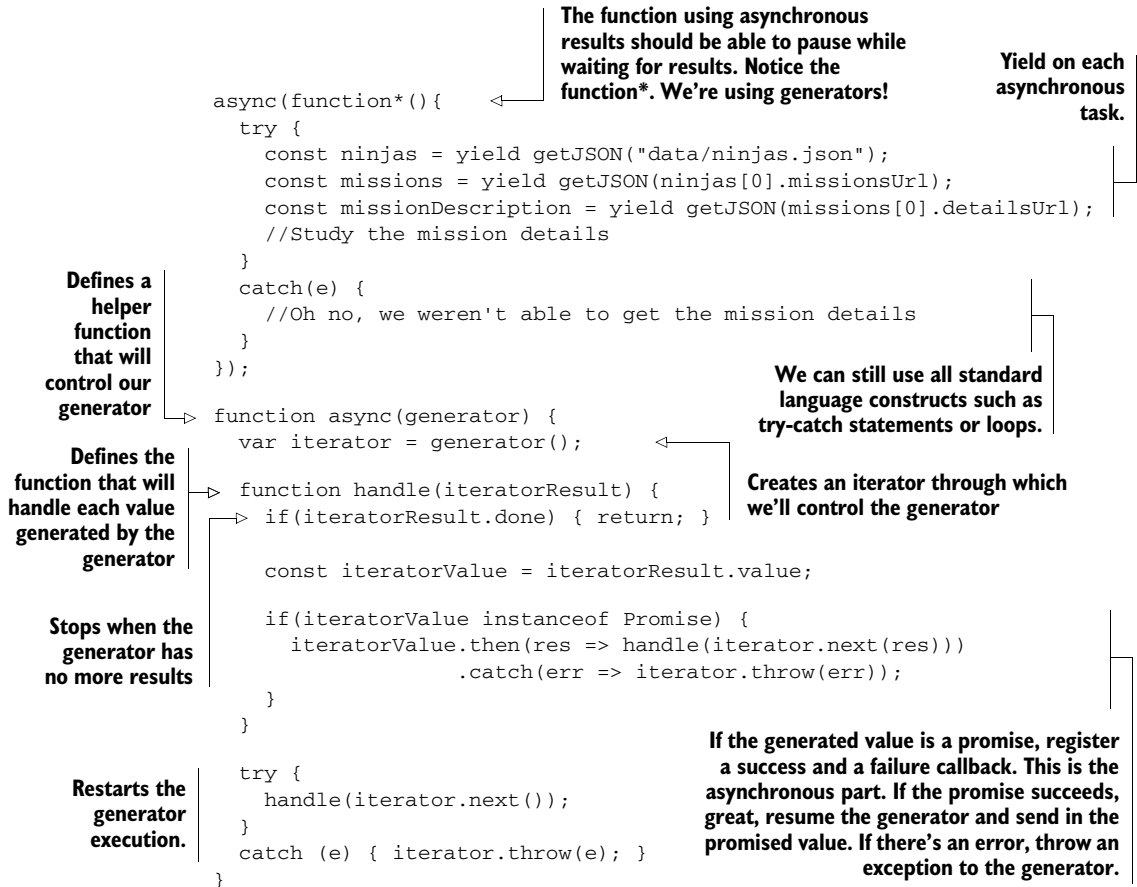 The function using asynchronous
results should be able to pause while
waiting for results. Notice the
function*. We're using generators!
Yield on each
asynchronous
task.
async(function*(){
try {
const ninjas = yield getJSON("data/ninjas.json");
const missions = yield getJSON(ninjas[0].missionsUrl);
const missionDescription = yield getJSON(missions[0].detailsUrl);
//Study the mission details
}
catch(e) {
//Oh no, we weren't able to get the mission details
}
});
We can still use all standard
language constructs such as
try-catch statements or loops.
Defines a
helper
function
that will
control our
generator
function async(generator) {
var iterator = generator();
Creates an iterator through which
we'll control the generator
Defines the
function that will
handle each value
generated by the
generator
function handle(iteratorResult) {
if(iteratorResult.done) { return; }
Stops when the
generator has
no more results
const iteratorValue = iteratorResult.value;
if(iteratorValue instanceof Promise) {
iteratorValue.then(res => handle(iterator.next(res)))
.catch(err => iterator.throw(err));
}
}
If the generated value is a promise, register
a success and a failure callback. This is the
asynchronous part. If the promise succeeds,
great, resume the generator and send in the
promised value. If there's an error, throw an
exception to the generator.
Restarts the
generator
execution.
try {
handle(iterator.next());
}
catch (e) { iterator.throw(e); }
}